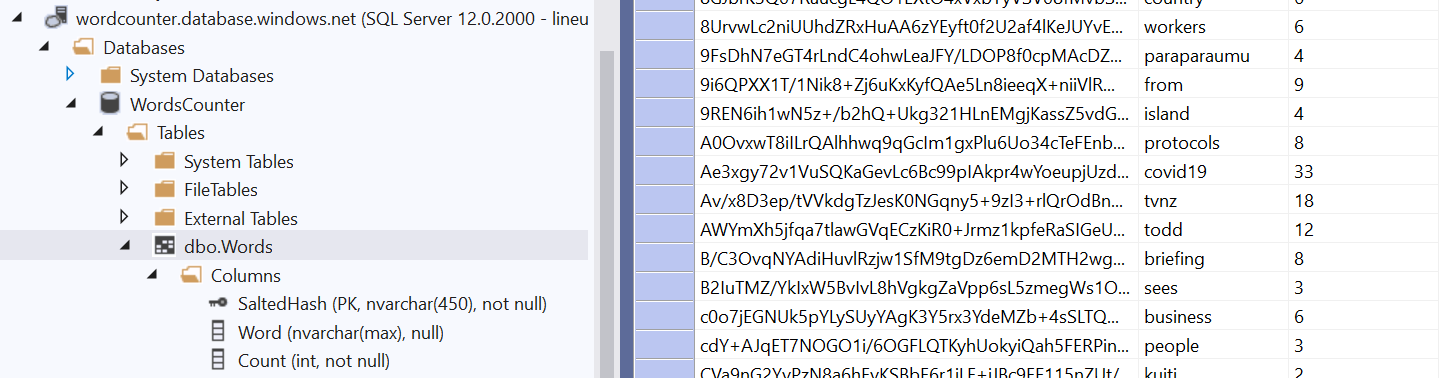 wordcounter.database.windows.net (SQL Server 12.0.2000 - lineu
Databases
System Databases
WordsCounter
Tables
System Tables
FileTables
External Tables
dbo.Words
Columns
SaltedHash (PK, nvarchar(450), not null)
Word (nvarchar(max), null)
Count (int, not null)
8UrvwLc2niUUhdZRxHuAA6zYEyft0f2U2af4lKeJUYvE... workers 6
9FsDhN7eGT4rLndC4ohwLeaJFY/LDOP8f0cpMAcDZ... paraparaumu 4
9i6QPXX1T/1Nik8+Zj6uKxKyfQAe5Ln8ieeqX+niiVlR... from 9
9REN6ih1wN5z+/b2hQ+Ukg321HLnEMgjKassZ5vdG... island 4
A0OvxwT8iILrQAlhhwq9qGcIm1gxPlu6Uo34cTeFEnb... protocols 8
Ae3xgy72v1VuSQKaGevLc6Bc99pIAkpr4wYoeupjUzd... covid19 33
Av/x8D3ep/tVVkdgTzJesK0NGqny5+9zI3+rlQrOdBn... tvnz 18
AWYmXh5jfqa7tlawGVqECzKiR0+Jrmz1kpfeRaSIGeU... todd 12
B/C3OvqNYAdiHuvlRzjw1SfM9tgDz6emD2MTH2wg... briefing 8
B2IuTMZ/YkIxW5BvIvL8hVgkgZaVpp6sL5zmegWs1O... sees 3
c0o7jEGNUk5pYLySUyYAgK3Y5rx3YdeMZb+4sSLTQ... business 6
cdY+AJqET7NOGO1i/6OGFLQTKyhUokyiQah5FERPin... people 3
kuiti 2